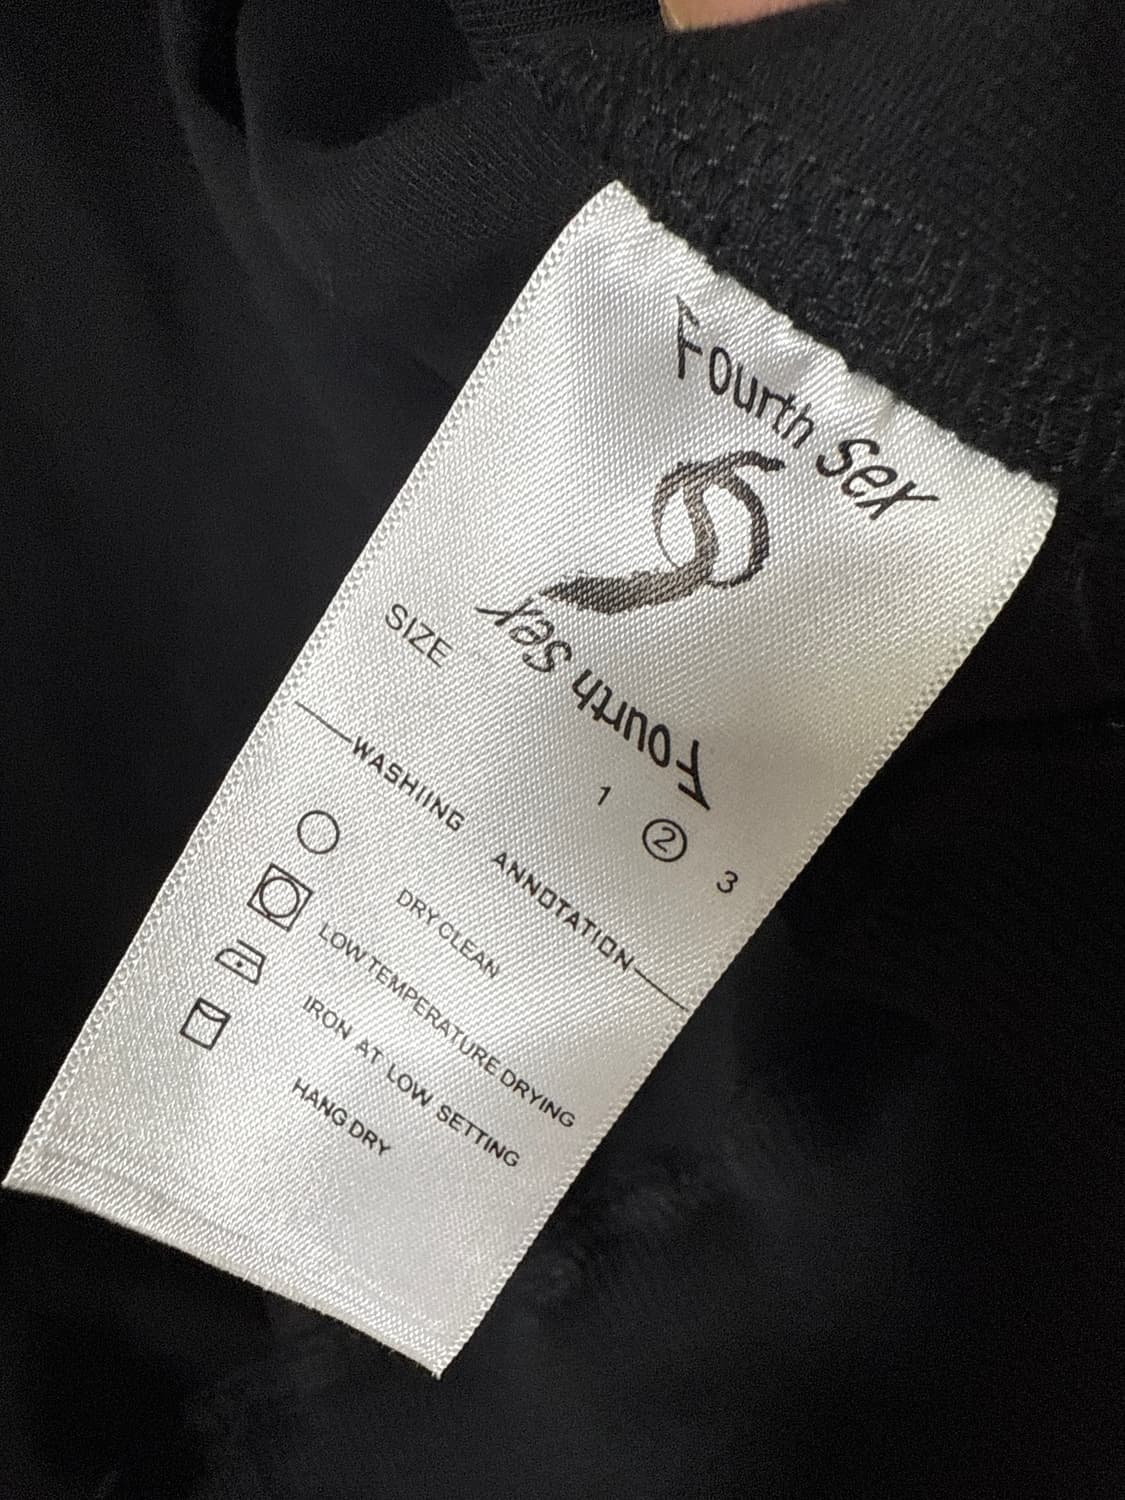 Fourth Sex
Fourth Sex
SIZE 1 2 3
WASHIING ANNOTATION
DRY CLEAN
LOW TEMPERATURE DRYING
IRON AT LOW SETTING
HANG DRY